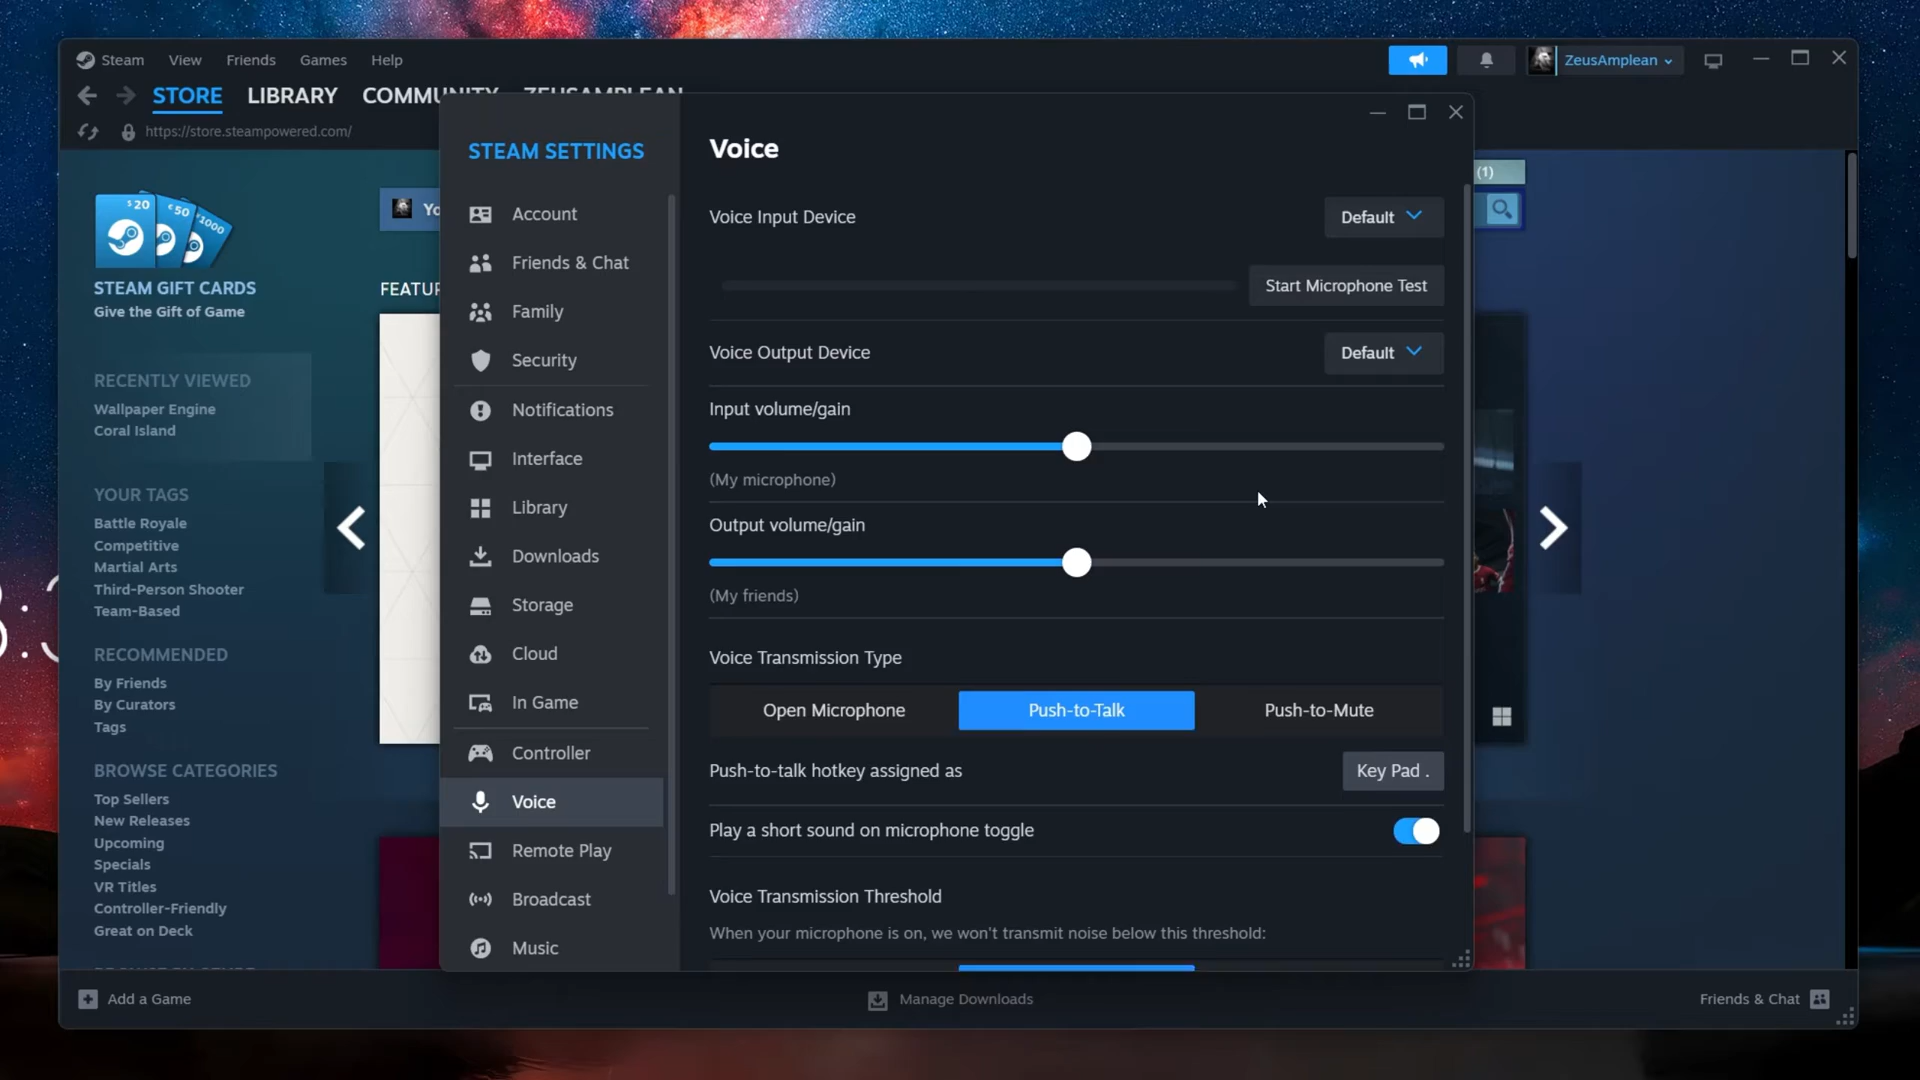 Steam View Friends Games Help
ZeusAmplean
STORE LIBRARY COMMUNITY ZEUSAMPLEAN
https://store.steampowered.com/
STEAM SETTINGS
Account
Friends & Chat
Family
Security
Notifications
Interface
Library
Downloads
Storage
Cloud
In Game
Controller
Voice
Remote Play
Broadcast
Music
Voice
Voice Input Device
Default
Start Microphone Test
Voice Output Device
Default
Input volume/gain
(My microphone)
Output volume/gain
(My friends)
Voice Transmission Type
Open Microphone Push-to-Talk Push-to-Mute
Push-to-talk hotkey assigned as
Key Pad .
Play a short sound on microphone toggle
Voice Transmission Threshold
When your microphone is on, we won't transmit noise below this threshold:
$20 €50 $1000
STEAM GIFT CARDS
Give the Gift of Game
RECENTLY VIEWED
Wallpaper Engine
Coral Island
YOUR TAGS
Battle Royale
Competitive
Martial Arts
Third-Person Shooter
Team-Based
RECOMMENDED
By Friends
By Curators
Tags
BROWSE CATEGORIES
Top Sellers
New Releases
Upcoming
Specials
VR Titles
Controller-Friendly
Great on Deck
Yo
FEATUR
(1)
Add a Game
Manage Downloads
Friends & Chat